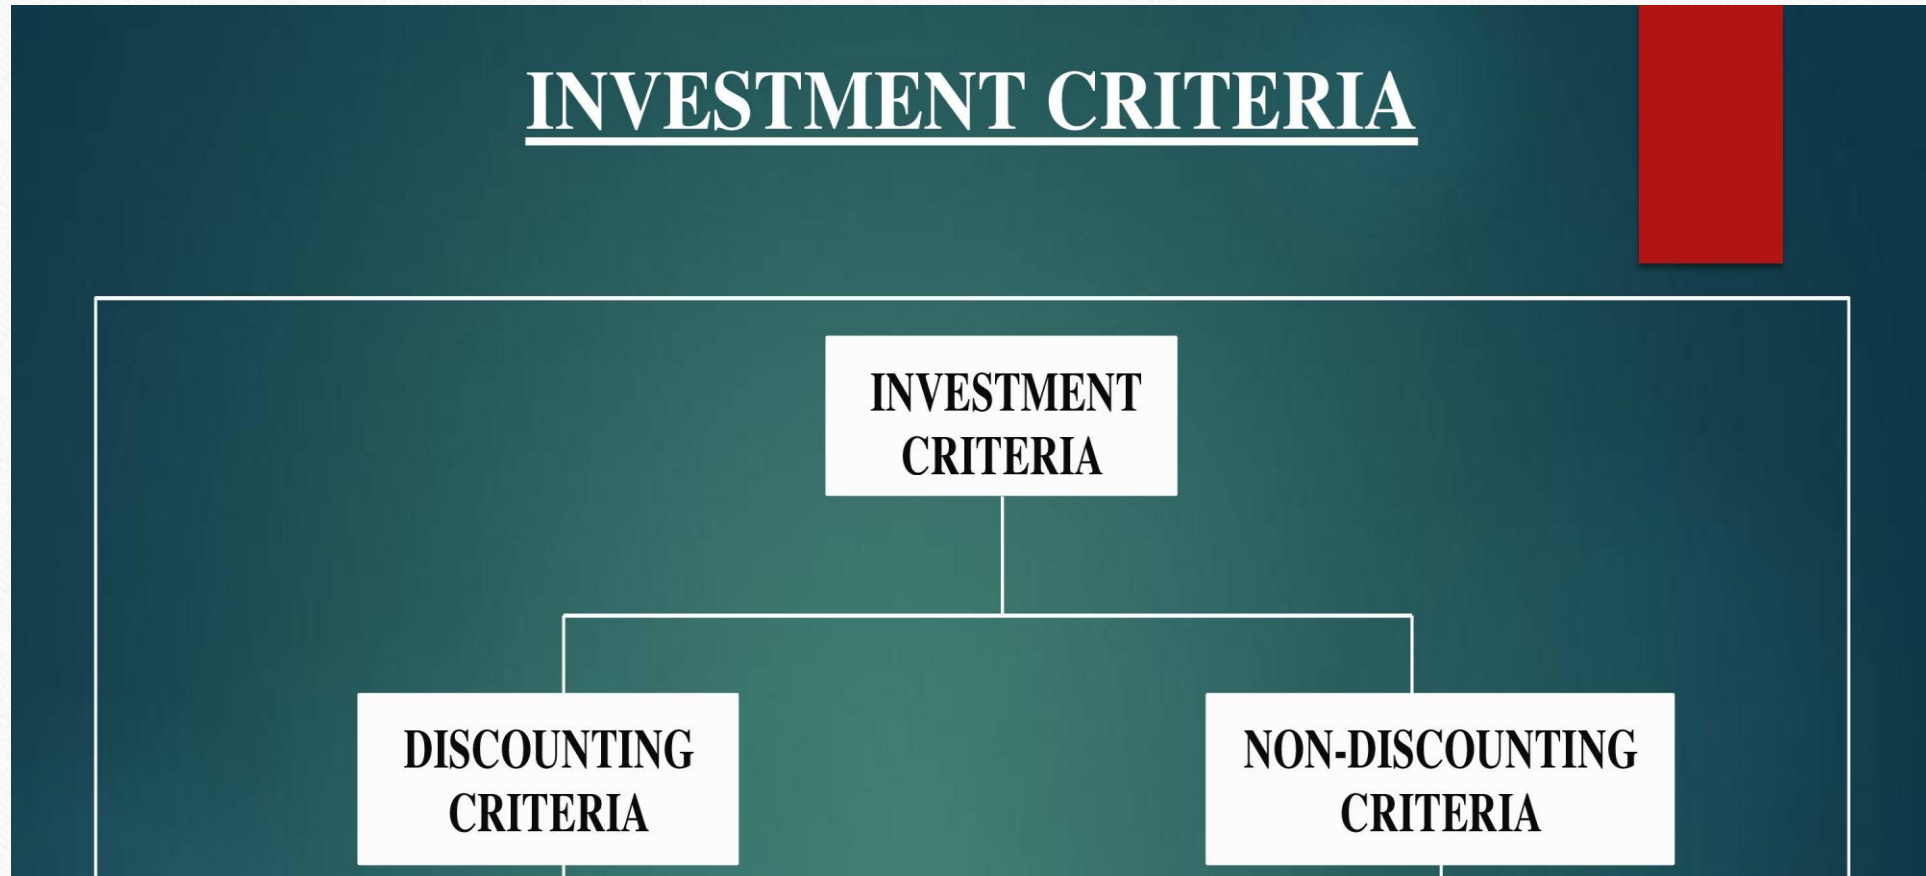 INVESTMENT CRITERIA
INVESTMENT
CRITERIA
DISCOUNTING
CRITERIA
NON-DISCOUNTING
CRITERIA